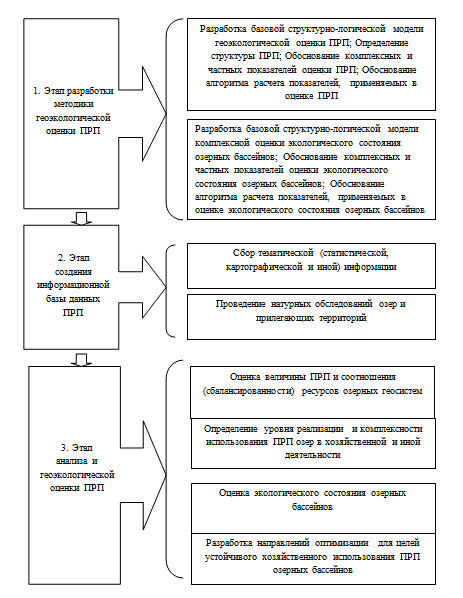 1. Этап разработки
методики
геоэкологической
оценки ПРП
Разработка базовой структурно-логической модели
геоэкологической оценки ПРП; Определение
структуры ПРП; Обоснование комплексных и
частных показателей оценки ПРП; Обоснование
алгоритма расчета показателей, применяемых в
оценке ПРП
Разработка базовой структурно-логической модели
комплексной оценки экологического состояния
озерных бассейнов; Обоснование комплексных и
частных показателей оценки экологического
состояния озерных бассейнов; Обоснование
алгоритма расчета показателей, применяемых в
оценке экологического состояния озерных бассейнов
2. Этап
создания
информационной
базы данных
ПРП
Сбор тематической (статистической,
картографической и иной) информации
Проведение натурных обследований озер и
прилегающих территорий
3. Этап
анализа и
геоэкологической
оценки ПРП
Оценка величины ПРП и соотношения
(сбалансированности) ресурсов озерных геосистем
Определение уровня реализации и комплексности
использования ПРП озер в хозяйственной и иной
деятельности
Оценка экологического состояния озерных
бассейнов
Разработка направлений оптимизации для целей
устойчивого хозяйственного использования ПРП
озерных бассейнов